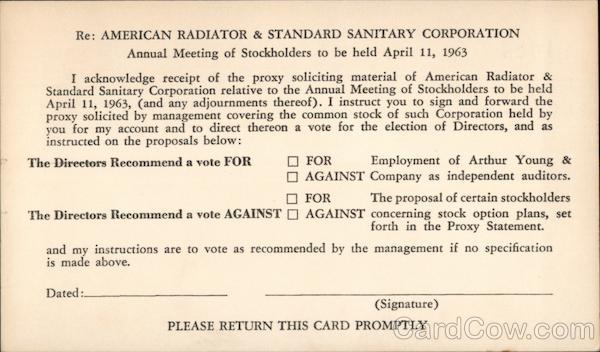 Re: AMERICAN RADIATOR & STANDARD SANITARY CORPORATION
Annual Meeting of Stockholders to be held April 11, 1963
I acknowledge receipt of the proxy soliciting material of American Radiator &
Standard Sanitary Corporation relative to the Annual Meeting of Stockholders to be held
April 11, 1963, (and any adjournments thereof). I instruct you to sign and forward the
proxy solicited by management covering the common stock of such Corporation held by
you for my account and to direct thereon a vote for the election of Directors, and as
instructed on the proposals below:
The Directors Recommend a vote FOR ☐ FOR Employment of Arthur Young &
☐ AGAINST Company as independent auditors.
☐ FOR The proposal of certain stockholders
The Directors Recommend a vote AGAINST ☐ AGAINST concerning stock option plans, set
forth in the Proxy Statement.
and my instructions are to vote as recommended by the management if no specification
is made above.
Dated:
(Signature)
PLEASE RETURN THIS CARD PROMPTLY
CardCow.com